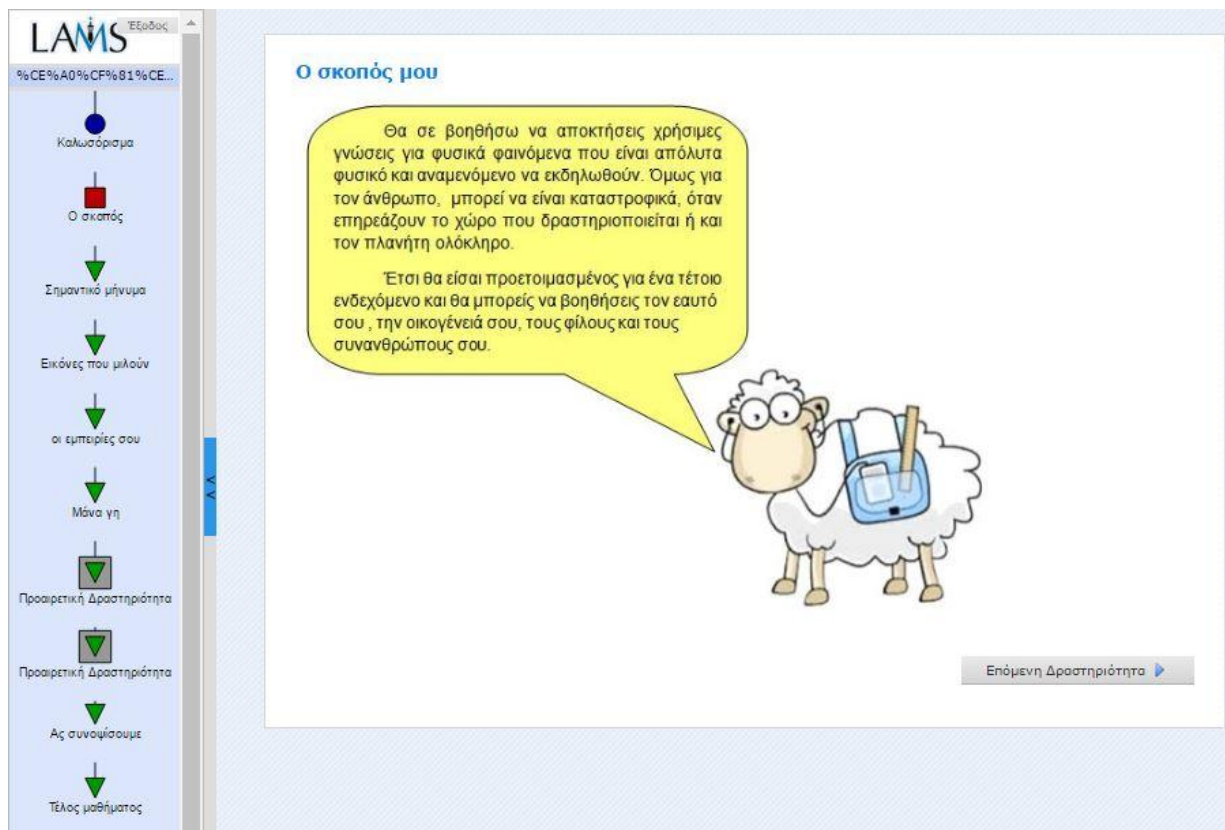 LAMS
Έξοδος
%CE%A0%CF%81%CE...
Καλωσόρισμα
Ο σκοπός
Σημαντικό μήνυμα
Εικόνες που μιλούν
οι εμπειρίες σου
Μάνα γη
Προαιρετική Δραστηριότητα
Προαιρετική Δραστηριότητα
Ας συνοψίσουμε
Τέλος μαθήματος
<<
Ο σκοπός μου
Θα σε βοηθήσω να αποκτήσεις χρήσιμες
γνώσεις για φυσικά φαινόμενα που είναι απόλυτα
φυσικό και αναμενόμενο να εκδηλωθούν. Όμως για
τον άνθρωπο, μπορεί να είναι καταστροφικά, όταν
επηρεάζουν το χώρο που δραστηριοποιείται ή και
τον πλανήτη ολόκληρο.
Έτσι θα είσαι προετοιμασμένος για ένα τέτοιο
ενδεχόμενο και θα μπορείς να βοηθήσεις τον εαυτό
σου , την οικογένειά σου, τους φίλους και τους
συνανθρώπους σου.
Επόμενη Δραστηριότητα